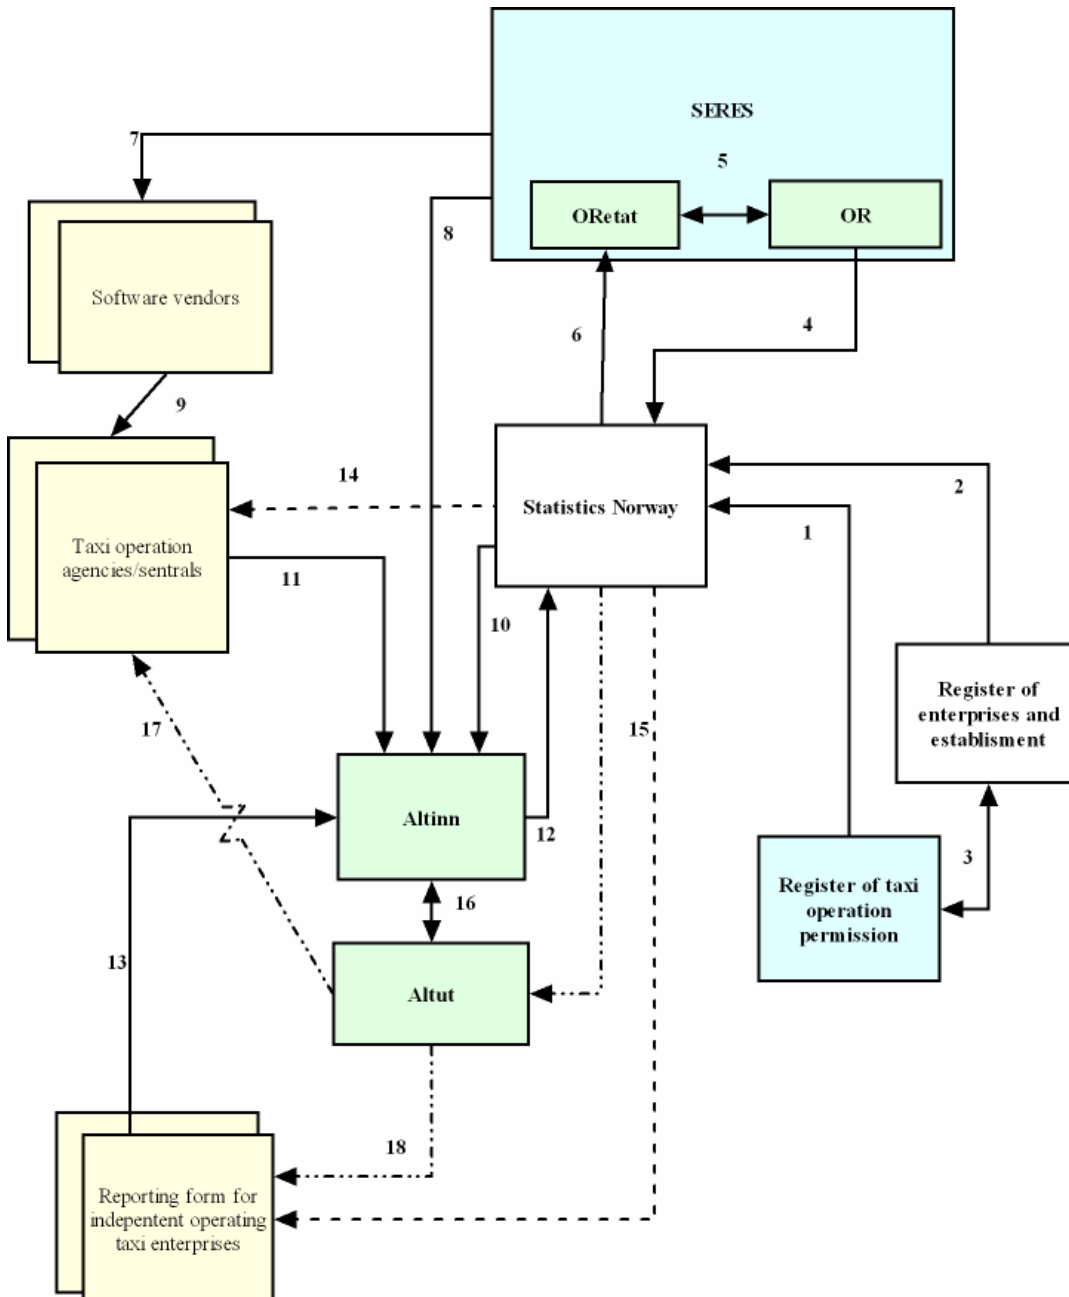 SERES
7
5
ORetat
OR
8
Software vendors
6
4
9
14
2
Statistics Norway
1
Taxi operation
agencies/sentrals
11
10
Register of
enterprises and
establisment
17
15
Altinn
12
3
Register of taxi
operation
permission
16
13
Altut
18
Reporting form for
indepentent operating
taxi enterprises